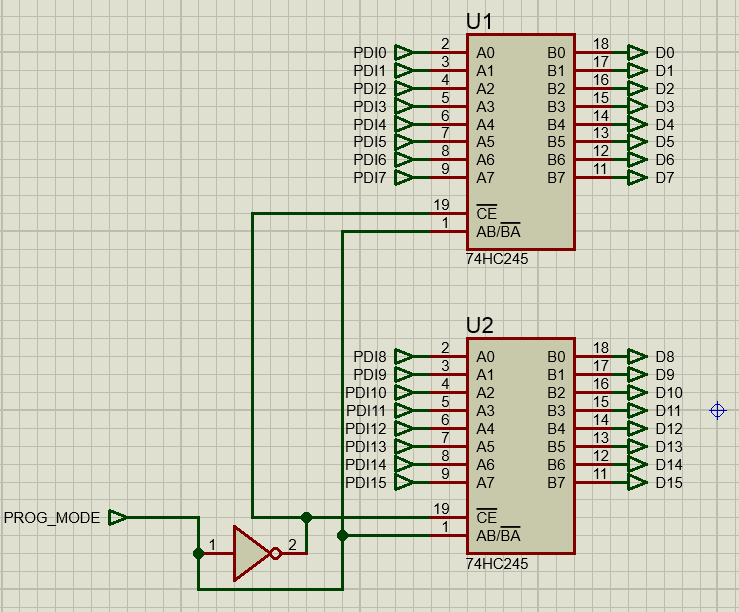 U1
PDI0 2 A0 B0 18 D0
PDI1 3 A1 B1 17 D1
PDI2 4 A2 B2 16 D2
PDI3 5 A3 B3 15 D3
PDI4 6 A4 B4 14 D4
PDI5 7 A5 B5 13 D5
PDI6 8 A6 B6 12 D6
PDI7 9 A7 B7 11 D7
19 CE
1 AB/BA
74HC245
U2
PDI8 2 A0 B0 18 D8
PDI9 3 A1 B1 17 D9
PDI10 4 A2 B2 16 D10
PDI11 5 A3 B3 15 D11
PDI12 6 A4 B4 14 D12
PDI13 7 A5 B5 13 D13
PDI14 8 A6 B6 12 D14
PDI15 9 A7 B7 11 D15
PROG_MODE 19 CE
1 AB/BA
1 2
74HC245